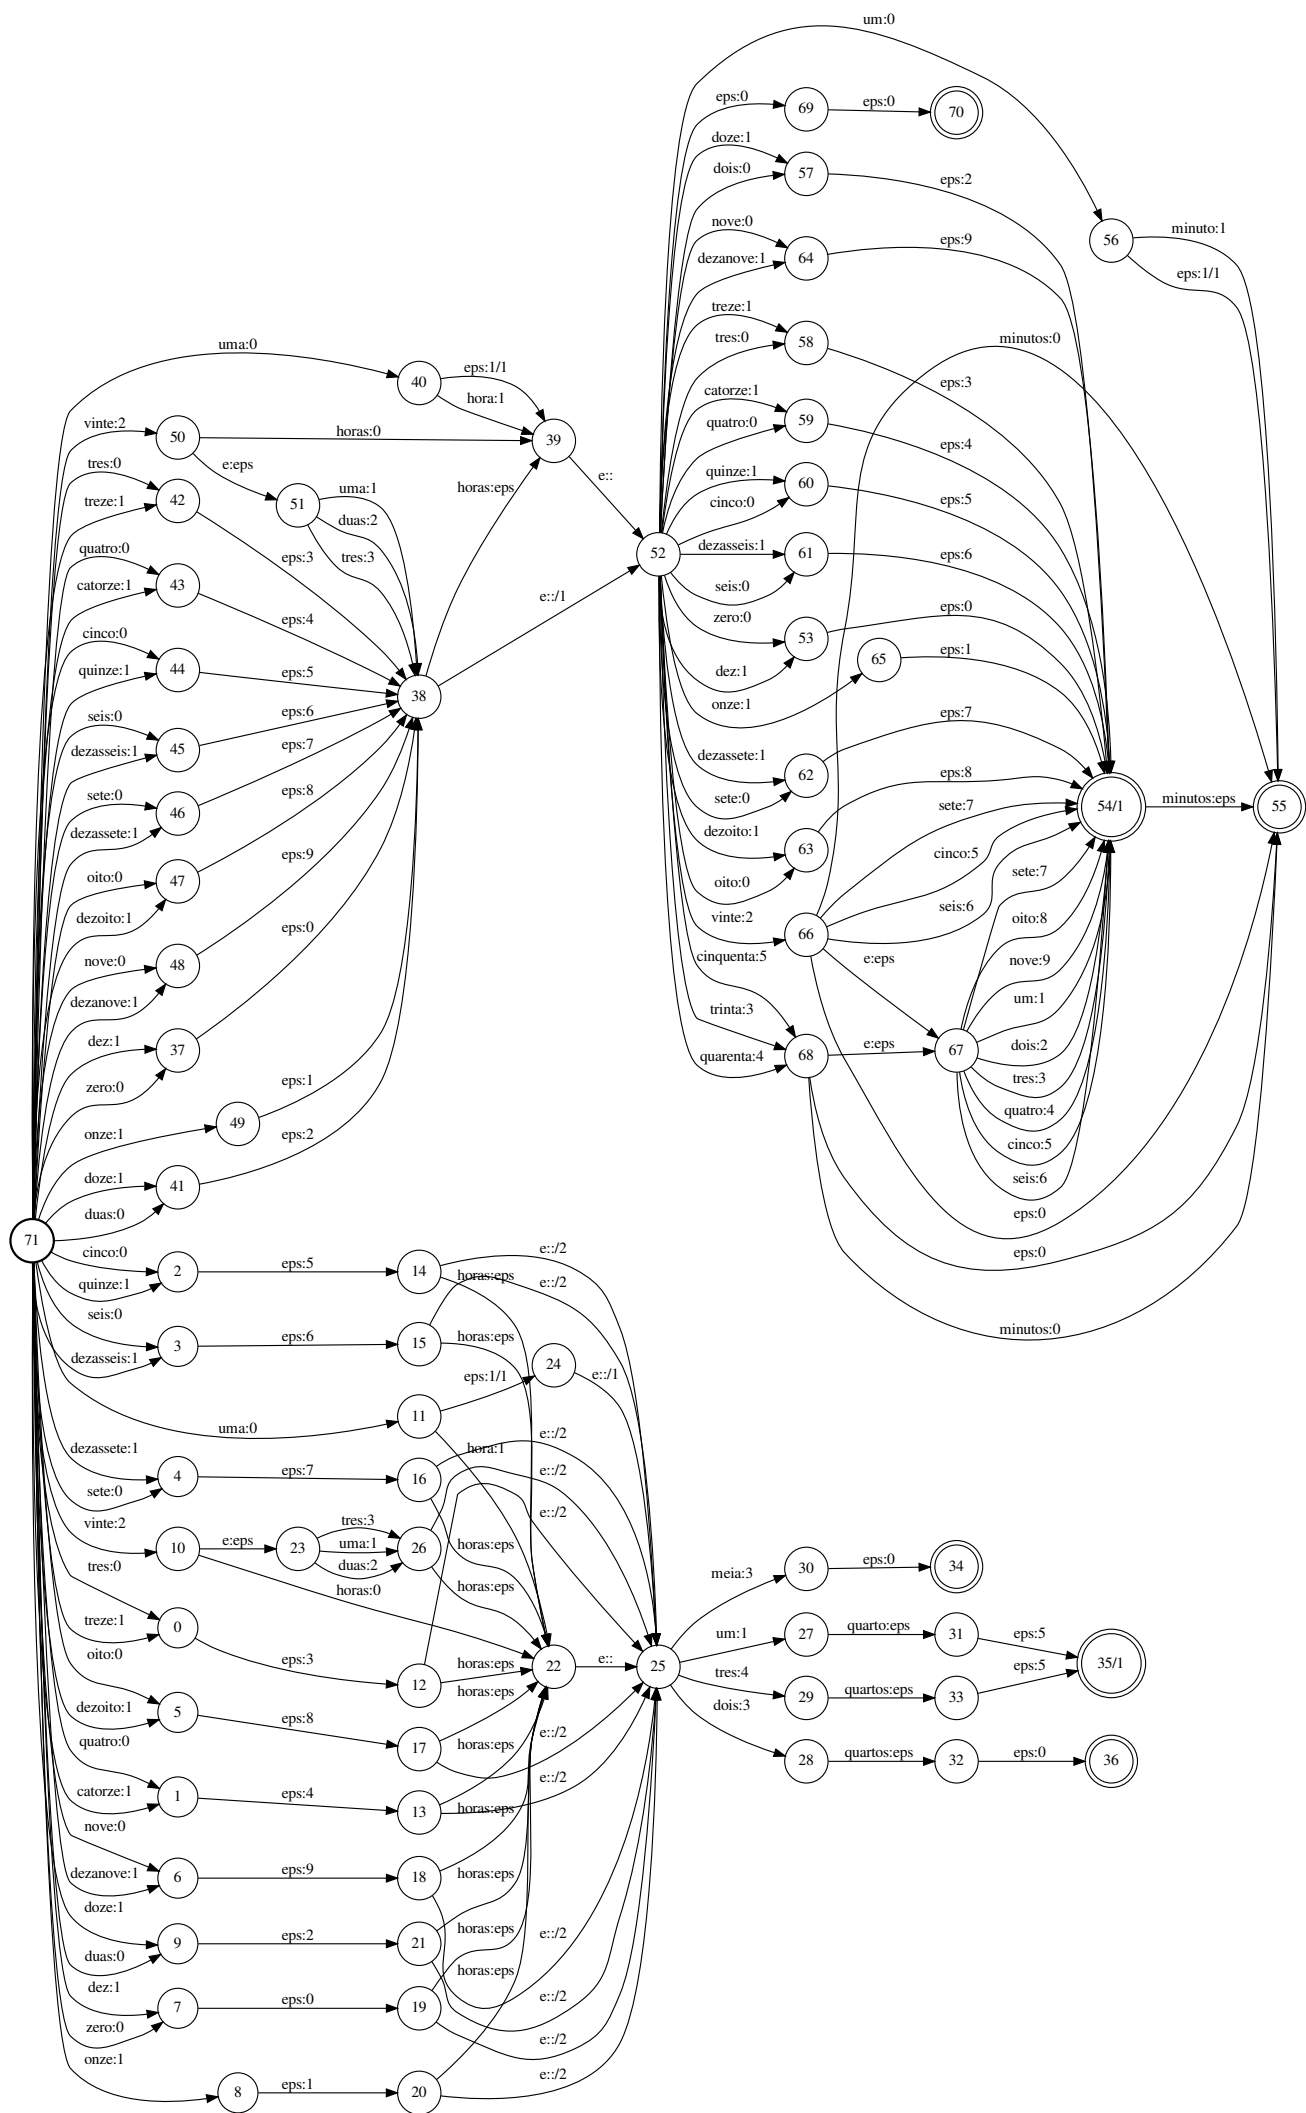 um:0
eps:0
69
eps:0
70
doze:1
dois:0
57
eps:2
nove:0
dezanove:1
64
eps:9
56
minuto:1
eps:1/1
treze:1
tres:0
58
eps:3
minutos:0
uma:0
40
eps:1/1
hora:1
catorze:1
quatro:0
59
eps:4
vinte:2
50
horas:0
39
e::
e:eps
51
uma:1
duas:2
tres:3
tres:0
treze:1
42
eps:3
horas:eps
quinze:1
cinco:0
60
eps:5
52
dezasseis:1
seis:0
61
eps:6
quatro:0
catorze:1
43
eps:4
e::/1
zero:0
dez:1
53
eps:0
onze:1
65
eps:1
cinco:0
quinze:1
44
eps:5
38
seis:0
dezasseis:1
45
eps:6
dezassete:1
sete:0
62
eps:7
sete:0
dezassete:1
46
eps:7
dezoito:1
oito:0
63
eps:8
54/1
minutos:eps
55
oito:0
dezoito:1
47
eps:8
vinte:2
66
sete:7
cinco:5
seis:6
e:eps
nove:0
dezanove:1
48
eps:9
cinquenta:5
trinta:3
quarenta:4
68
e:eps
67
sete:7
oito:8
nove:9
um:1
dois:2
tres:3
quatro:4
cinco:5
seis:6
dez:1
zero:0
37
eps:0
onze:1
49
eps:1
doze:1
duas:0
41
eps:2
eps:0
eps:0
minutos:0
71
cinco:0
quinze:1
2
eps:5
14
e::/2
horas:eps
seis:0
dezasseis:1
3
eps:6
15
e::/2
horas:eps
uma:0
11
eps:1/1
24
e::/1
hora:1
dezassete:1
sete:0
4
eps:7
16
e::/2
horas:eps
vinte:2
10
e:eps
23
tres:3
uma:1
duas:2
26
e::/2
horas:eps
horas:0
tres:0
treze:1
0
eps:3
12
e::/2
horas:eps
22
e::
25
meia:3
30
eps:0
34
um:1
27
quarto:eps
31
eps:5
35/1
tres:4
29
quartos:eps
33
eps:5
dois:3
28
quartos:eps
32
eps:0
36
oito:0
dezoito:1
5
eps:8
17
horas:eps
e::/2
quatro:0
catorze:1
1
eps:4
13
horas:eps
e::/2
nove:0
dezanove:1
6
eps:9
18
horas:eps
e::/2
doze:1
duas:0
9
eps:2
21
horas:eps
e::/2
dez:1
zero:0
7
eps:0
19
horas:eps
e::/2
onze:1
8
eps:1
20
horas:eps
e::/2